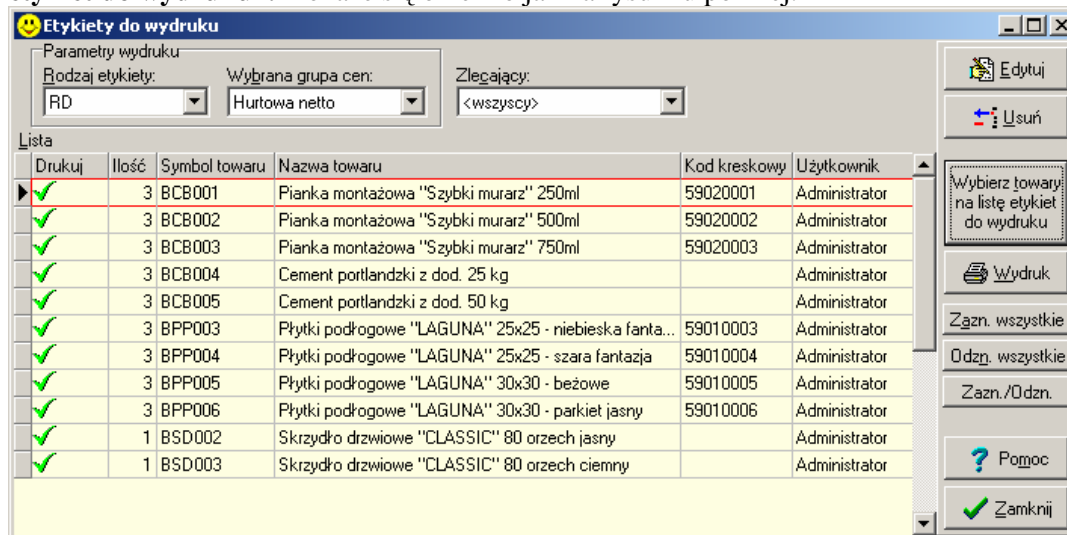 Etykiety do wydruku
Parametry wydruku
Rodzaj etykiety: Wybrana grupa cen: Zlecający:
RD Hurtowa netto <wszyscy>
Lista
Drukuj Ilość Symbol towaru Nazwa towaru Kod kreskowy Użytkownik
3 BCB001 Pianka montażowa "Szybki murarz" 250ml 59020001 Administrator
3 BCB002 Pianka montażowa "Szybki murarz" 500ml 59020002 Administrator
3 BCB003 Pianka montażowa "Szybki murarz" 750ml 59020003 Administrator
3 BCB004 Cement portlandzki z dod. 25 kg Administrator
3 BCB005 Cement portlandzki z dod. 50 kg Administrator
3 BPP003 Płytki podłogowe "LAGUNA" 25x25 - niebieska fanta... 59010003 Administrator
3 BPP004 Płytki podłogowe "LAGUNA" 25x25 - szara fantazja 59010004 Administrator
3 BPP005 Płytki podłogowe "LAGUNA" 30x30 - beżowe 59010005 Administrator
3 BPP006 Płytki podłogowe "LAGUNA" 30x30 - parkiet jasny 59010006 Administrator
1 BSD002 Skrzydło drzwiowe "CLASSIC" 80 orzech jasny Administrator
1 BSD003 Skrzydło drzwiowe "CLASSIC" 80 orzech ciemny Administrator
Edytuj
Usuń
Wybierz towary
na listę etykiet
do wydruku
Wydruk
Zazn. wszystkie
Odzn. wszystkie
Zazn./Odzn.
Pomoc
Zamknij